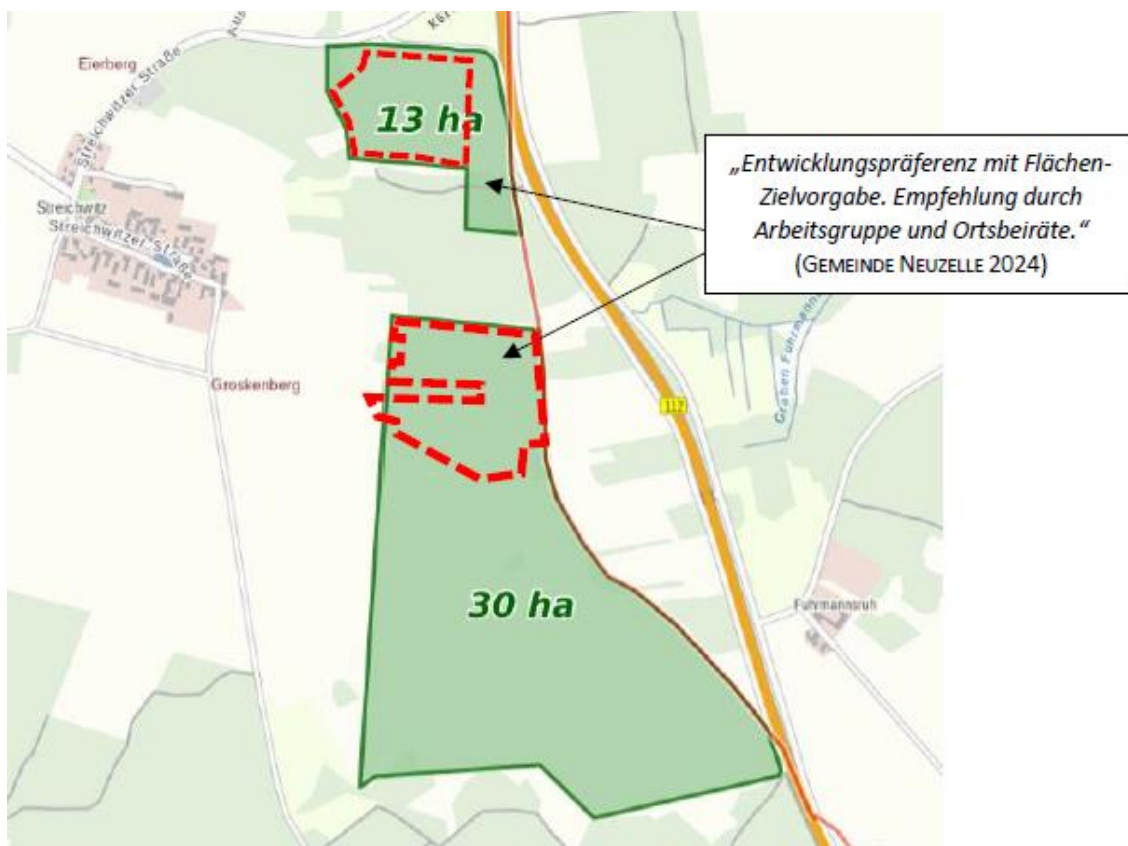 Eierberg
Streichwitzer Straße
13 ha
„Entwicklungspräferenz mit Flächen-
Zielvorgabe. Empfehlung durch
Arbeitsgruppe und Ortsbeiräte.“
(GEMEINDE NEUZELLE 2024)
Streichwitz
Streichwitzer Straße
Groskenberg
112
Graben Fuhrmanns
30 ha
Fuhrmannsruh